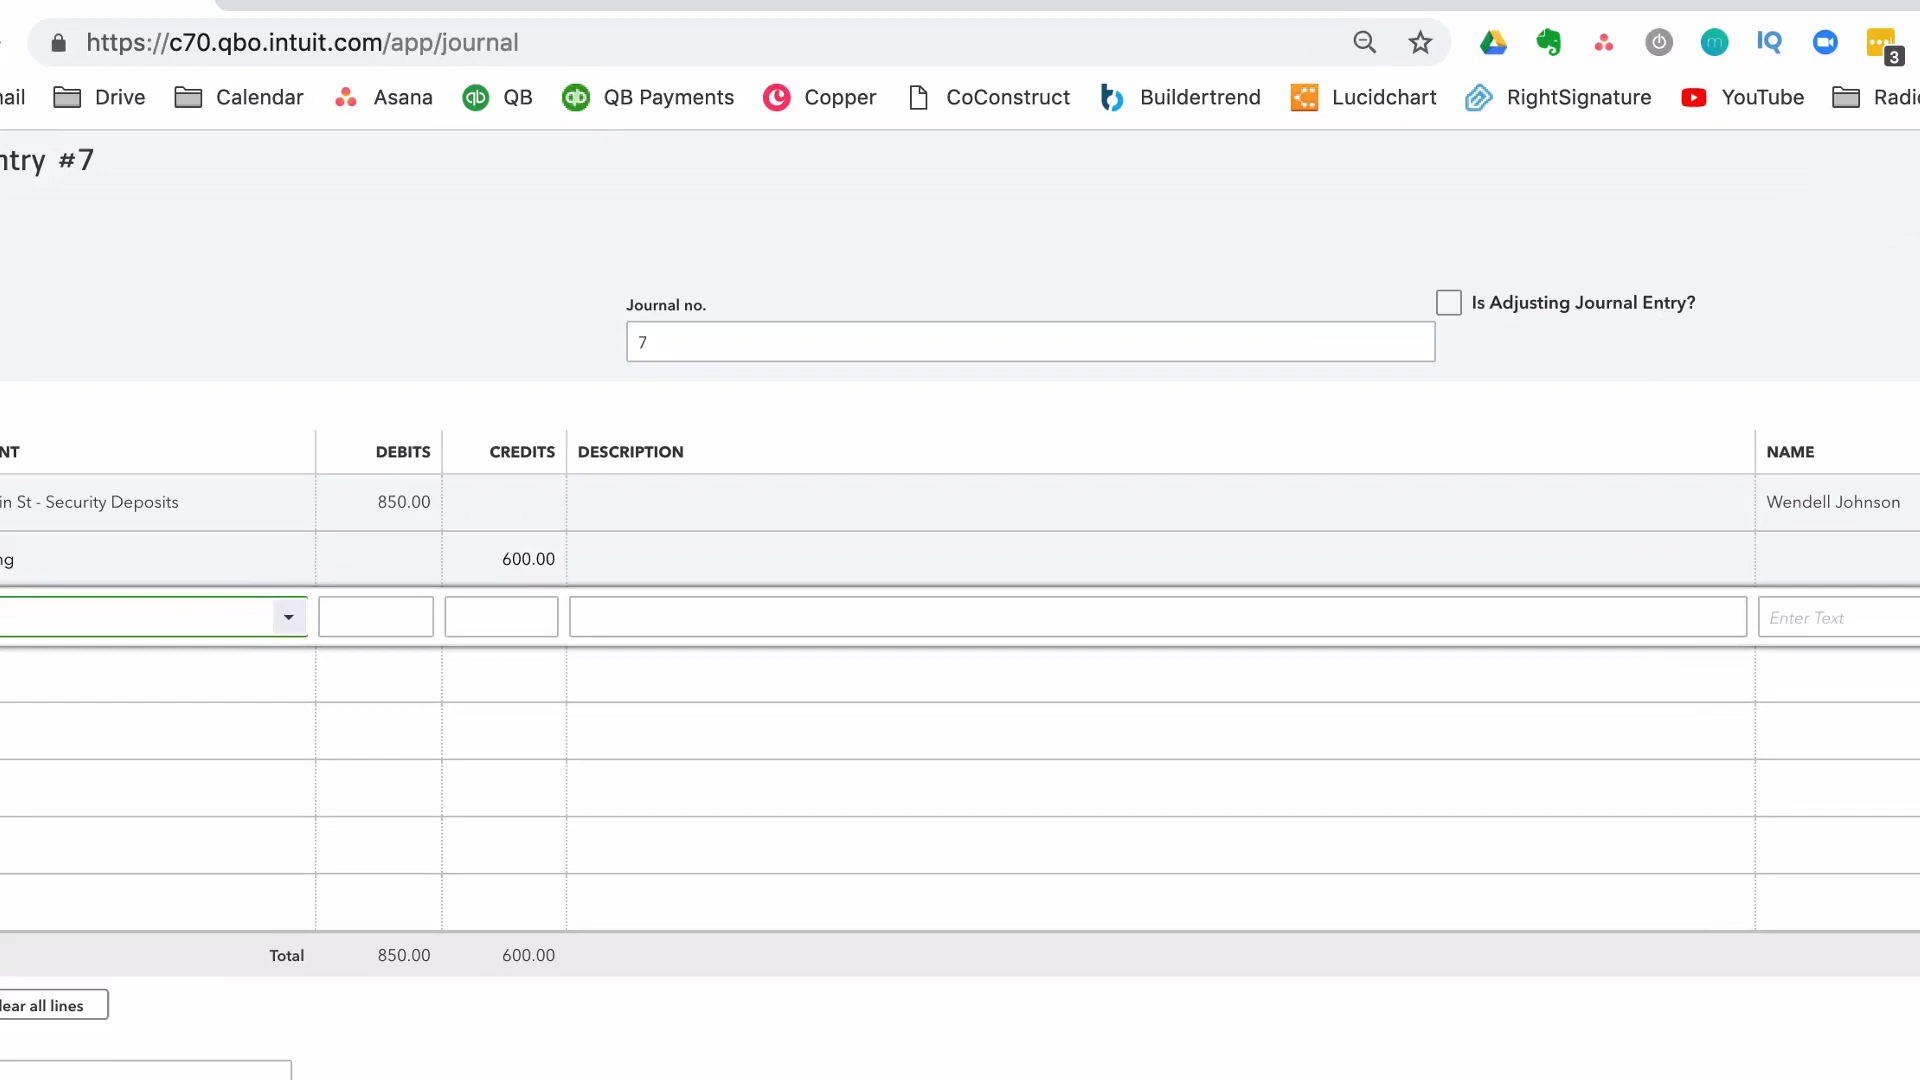 https://c70.qbo.intuit.com/app/journal
3
ail Drive Calendar Asana QB QB Payments Copper CoConstruct Buildertrend Lucidchart RightSignature YouTube Radi
ntry #7
Journal no.
Is Adjusting Journal Entry?
7
NT DEBITS CREDITS DESCRIPTION NAME
in St - Security Deposits 850.00 Wendell Johnson
ng 600.00
Enter Text
Total 850.00 600.00
lear all lines